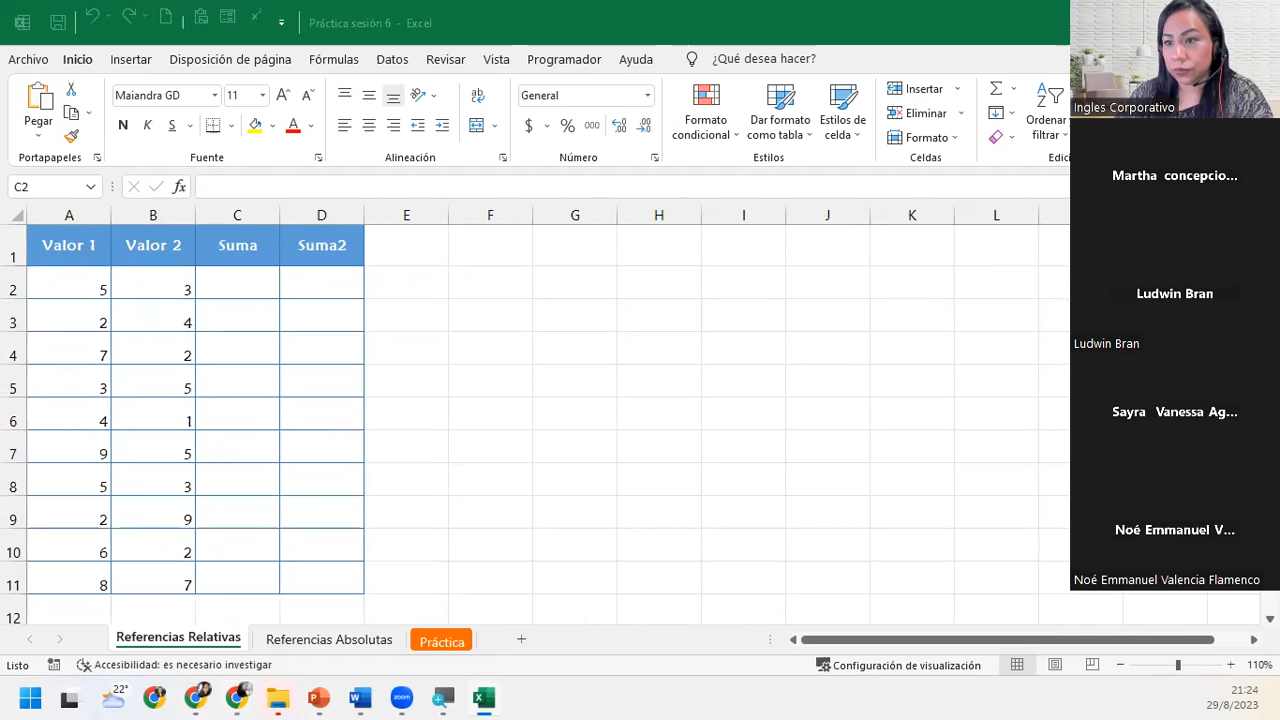 Práctica sesión 6 - Excel
Archivo Inicio Insertar Disposición de página Fórmulas Datos Revisar Vista Programador Ayuda ¿Qué desea hacer?
Pegar
Portapapeles
Maiandra GD 11
N K S
Fuente
Alineación
General
$ % 000
Número
Formato condicional
Dar formato como tabla
Estilos de celda
Estilos
Insertar
Eliminar
Formato
Celdas
Ordenar filtrar
C2
A B C D E F G H I J K L
1 Valor 1 Valor 2 Suma Suma2
2 5 3
3 2 4
4 7 2
5 3 5
6 4 1
7 9 5
8 5 3
9 2 9
10 6 2
11 8 7
12
Referencias Relativas Referencias Absolutas Práctica
Listo Accesibilidad: es necesario investigar Configuración de visualización 110%
22°
21:24
29/8/2023
Ingles Corporativo
Martha concepcio...
Ludwin Bran
Ludwin Bran
Sayra Vanessa Ag...
Noé Emmanuel V...
Noé Emmanuel Valencia Flamenco